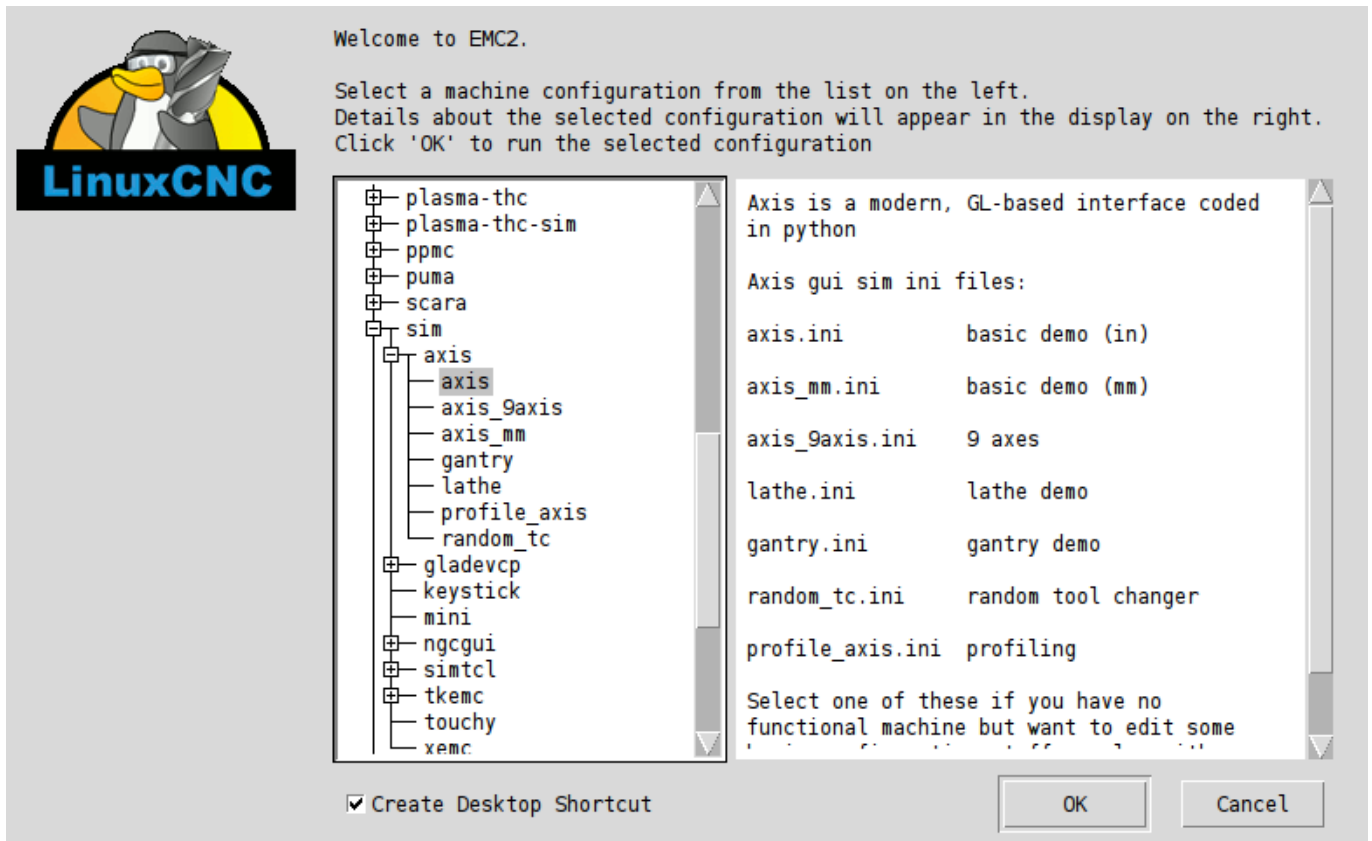 LinuxCNC
Welcome to EMC2.
Select a machine configuration from the list on the left.
Details about the selected configuration will appear in the display on the right.
Click 'OK' to run the selected configuration
plasma-thc
plasma-thc-sim
ppmc
puma
scara
sim
axis
axis
axis_9axis
axis_mm
gantry
lathe
profile_axis
random_tc
gladevcp
keystick
mini
ngcgui
simtcl
tkemc
touchy
xemc
Axis is a modern, GL-based interface coded
in python
Axis gui sim ini files:
axis.ini basic demo (in)
axis_mm.ini basic demo (mm)
axis_9axis.ini 9 axes
lathe.ini lathe demo
gantry.ini gantry demo
random_tc.ini random tool changer
profile_axis.ini profiling
Select one of these if you have no
functional machine but want to edit some
Create Desktop Shortcut
OK
Cancel